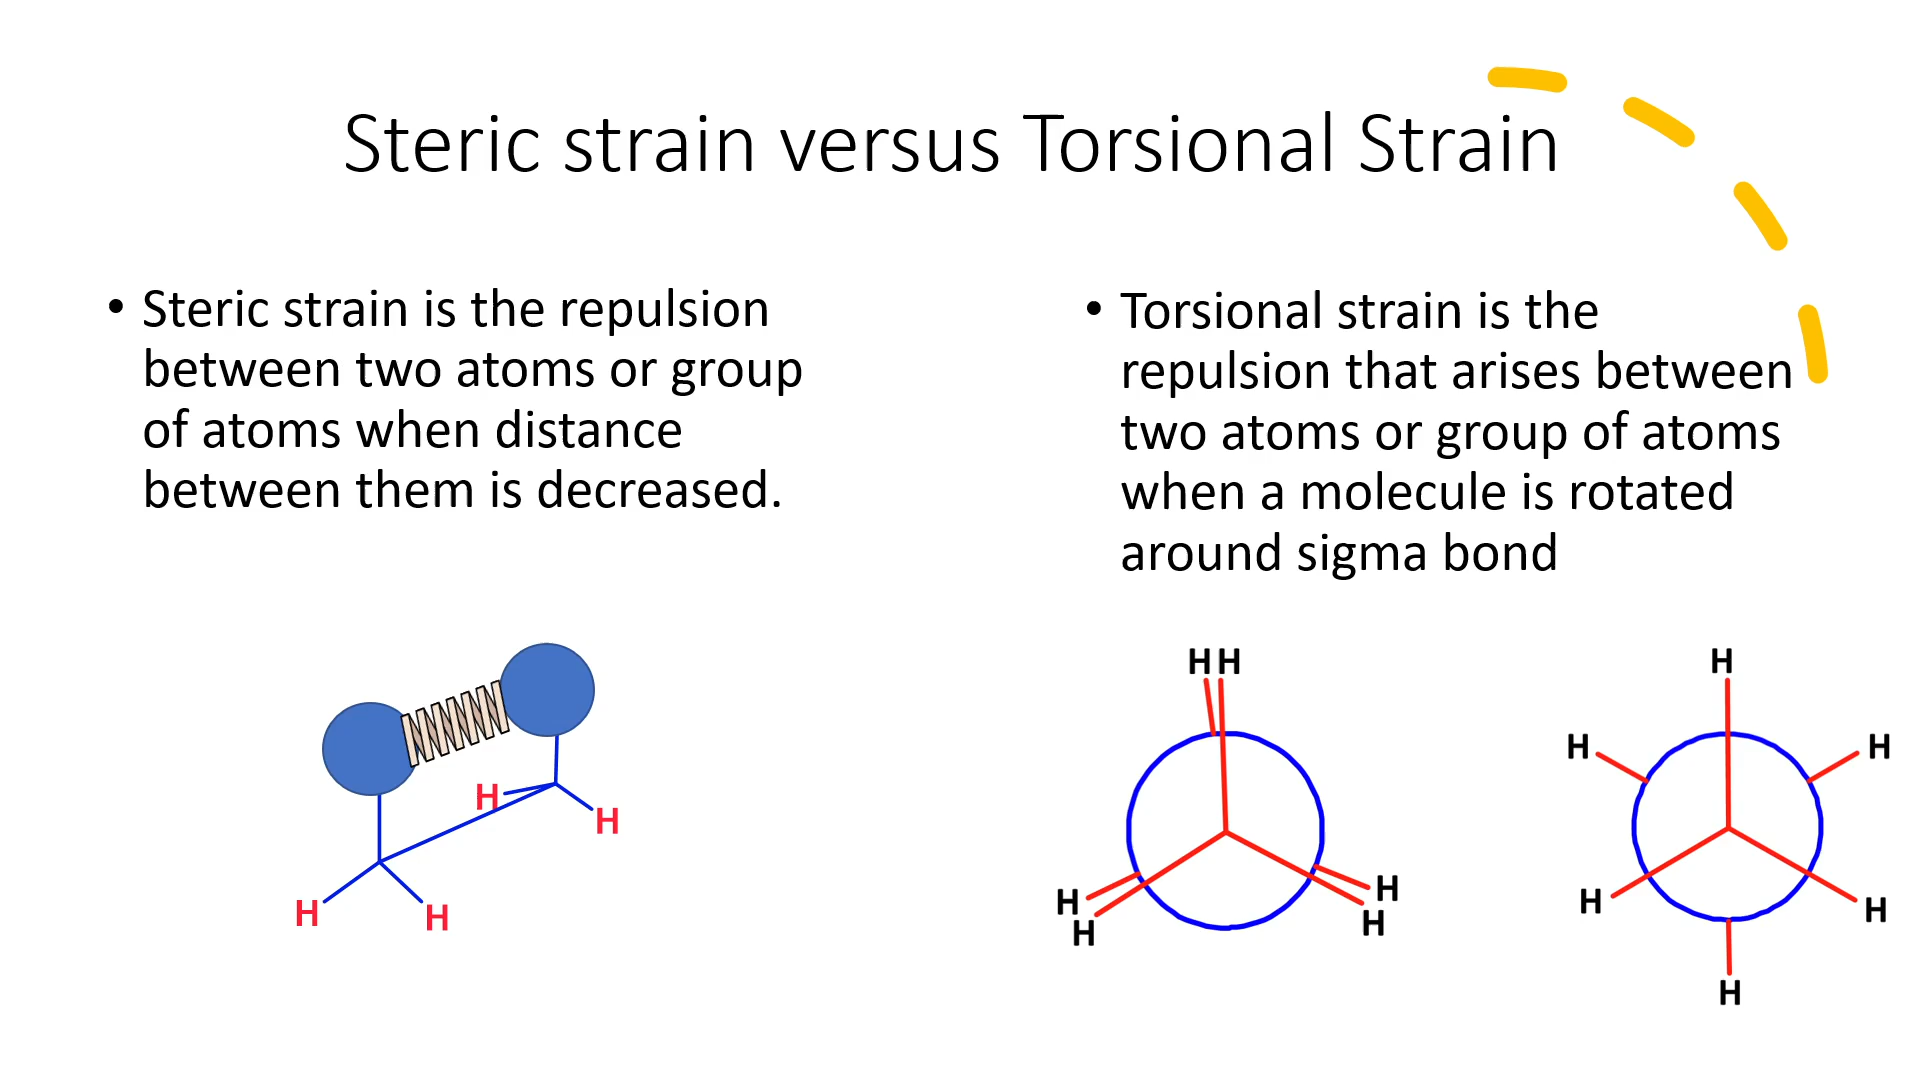 Steric strain versus Torsional Strain
• Steric strain is the repulsion
between two atoms or group
of atoms when distance
between them is decreased.
• Torsional strain is the
repulsion that arises between
two atoms or group of atoms
when a molecule is rotated
around sigma bond
H
H
H
H
H H
H
H
H
H
H
H
H
H
H
H